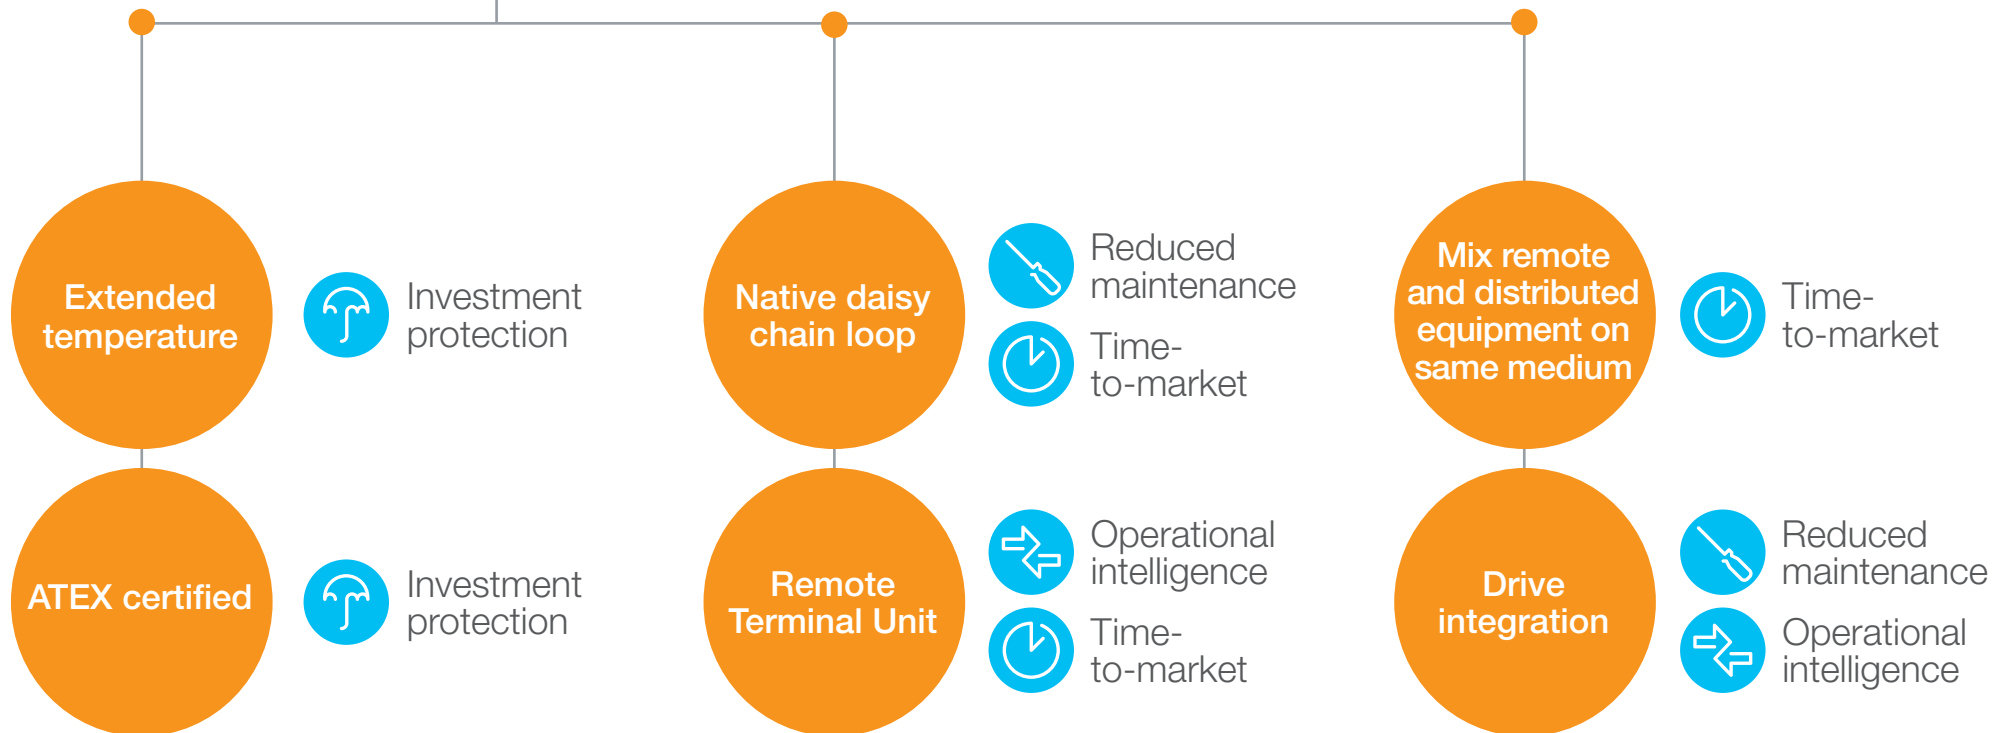 Extended
temperature
Investment
protection
Native daisy
chain loop
Reduced
maintenance
Time-
to-market
Mix remote
and distributed
equipment on
same medium
Time-
to-market
ATEX certified
Investment
protection
Remote
Terminal Unit
Operational
intelligence
Time-
to-market
Drive
integration
Reduced
maintenance
Operational
intelligence